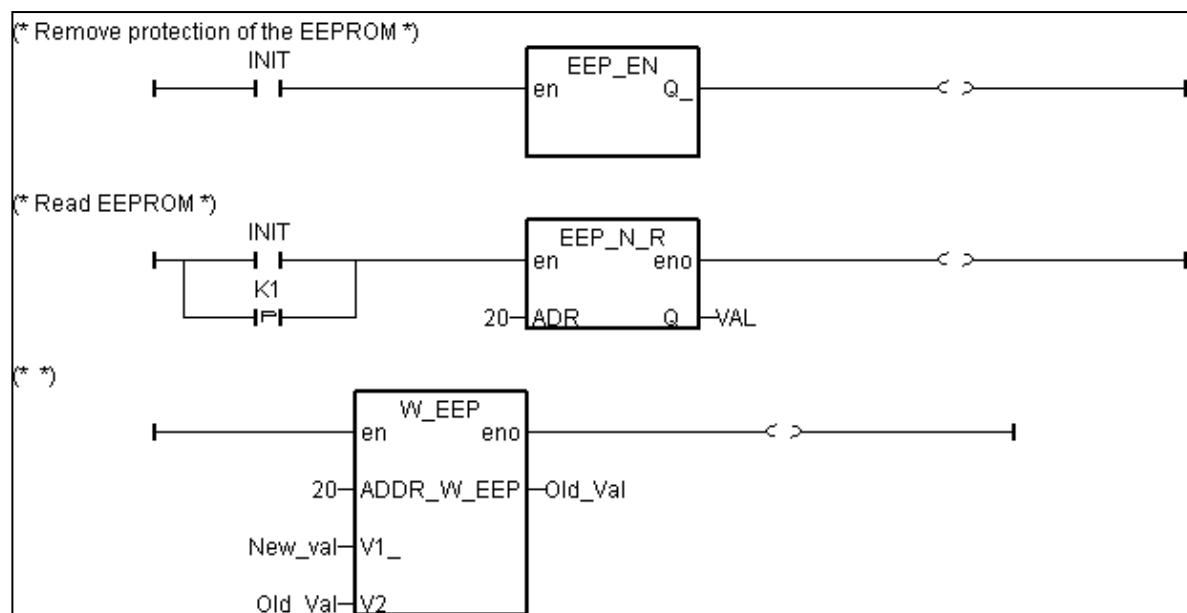 (* Remove protection of the EEPROM *)
INIT
EEP_EN
en Q_
(* Read EEPROM *)
INIT
EEP_N_R
en eno
K1
P
20 ADR Q VAL
(* *)
W_EEP
en eno
20 ADDR_W_EEP Old_Val
New_val V1_
Old_Val V2